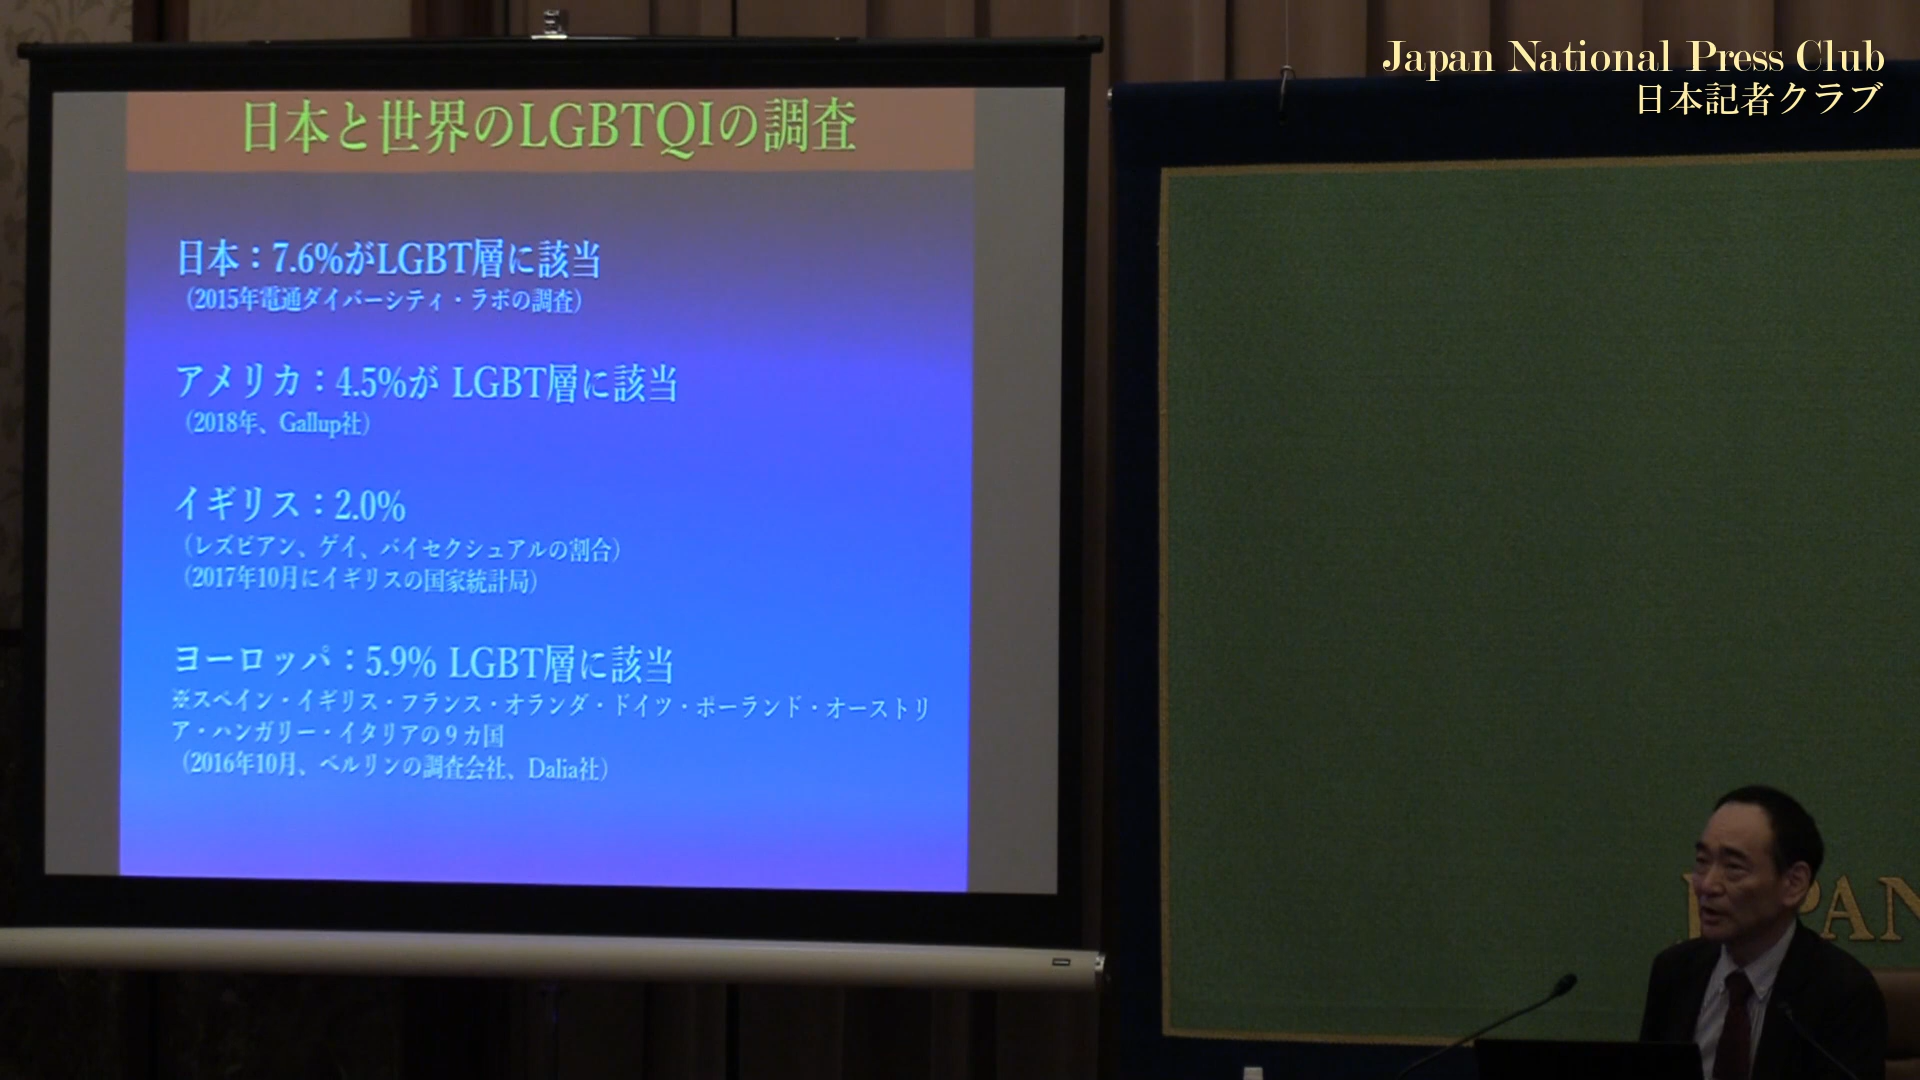 Japan National Press Club
日本記者クラブ
日本と世界のLGBTQIの調査
日本：7.6%がLGBT層に該当
（2015年電通ダイバーシティ・ラボの調査）
アメリカ：4.5%が LGBT層に該当
（2018年、Gallup社）
イギリス：2.0%
（レズビアン、ゲイ、バイセクシュアルの割合）
（2017年10月にイギリスの国家統計局）
ヨーロッパ：5.9% LGBT層に該当
※スペイン・イギリス・フランス・オランダ・ドイツ・ポーランド・オーストリ
ア・ハンガリー・イタリアの９カ国
（2016年10月、ベルリンの調査会社、Dalia社）